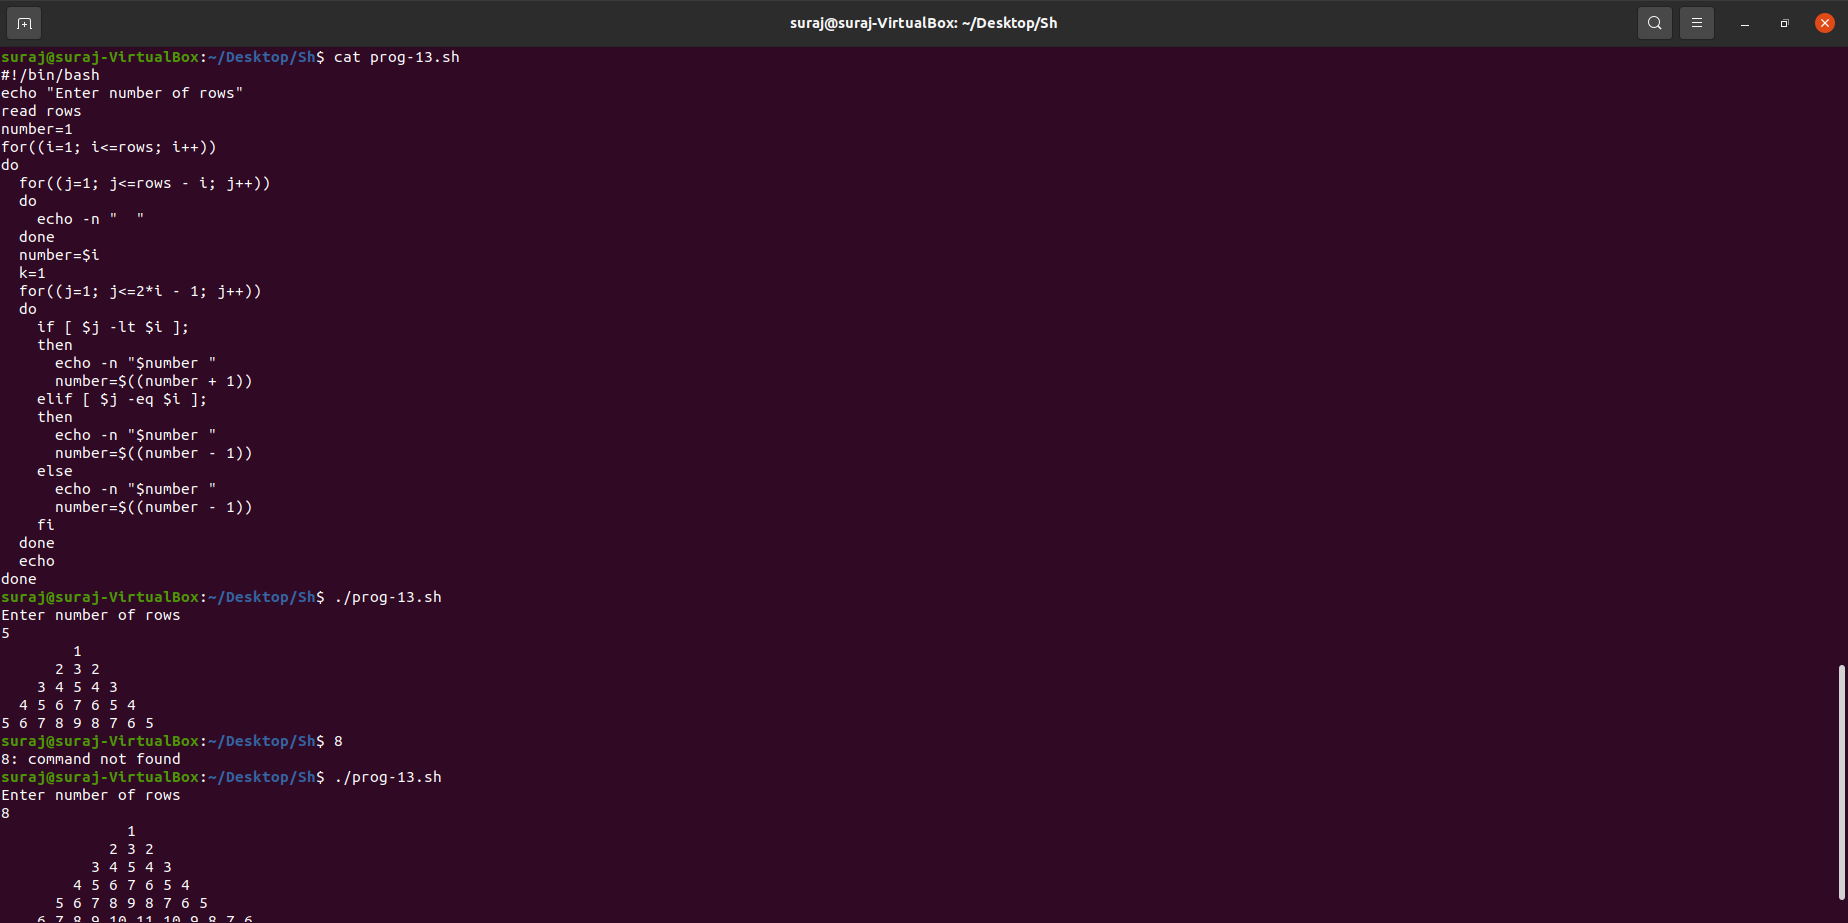 suraj@suraj-VirtualBox: ~/Desktop/Sh
suraj@suraj-VirtualBox:~/Desktop/Sh$ cat prog-13.sh
#!/bin/bash
echo "Enter number of rows"
read rows
number=1
for((i=1; i<=rows; i++))
do
  for((j=1; j<=rows - i; j++))
  do
    echo -n "  "
  done
  number=$i
  k=1
  for((j=1; j<=2*i - 1; j++))
  do
    if [ $j -lt $i ];
    then
      echo -n "$number "
      number=$((number + 1))
    elif [ $j -eq $i ];
    then
      echo -n "$number "
      number=$((number - 1))
    else
      echo -n "$number "
      number=$((number - 1))
    fi
  done
  echo
done
suraj@suraj-VirtualBox:~/Desktop/Sh$ ./prog-13.sh
Enter number of rows
5
        1
      2 3 2
    3 4 5 4 3
  4 5 6 7 6 5 4
5 6 7 8 9 8 7 6 5
suraj@suraj-VirtualBox:~/Desktop/Sh$ 8
8: command not found
suraj@suraj-VirtualBox:~/Desktop/Sh$ ./prog-13.sh
Enter number of rows
8
              1
            2 3 2
          3 4 5 4 3
        4 5 6 7 6 5 4
      5 6 7 8 9 8 7 6 5
    6 7 8 9 10 11 10 9 8 7 6